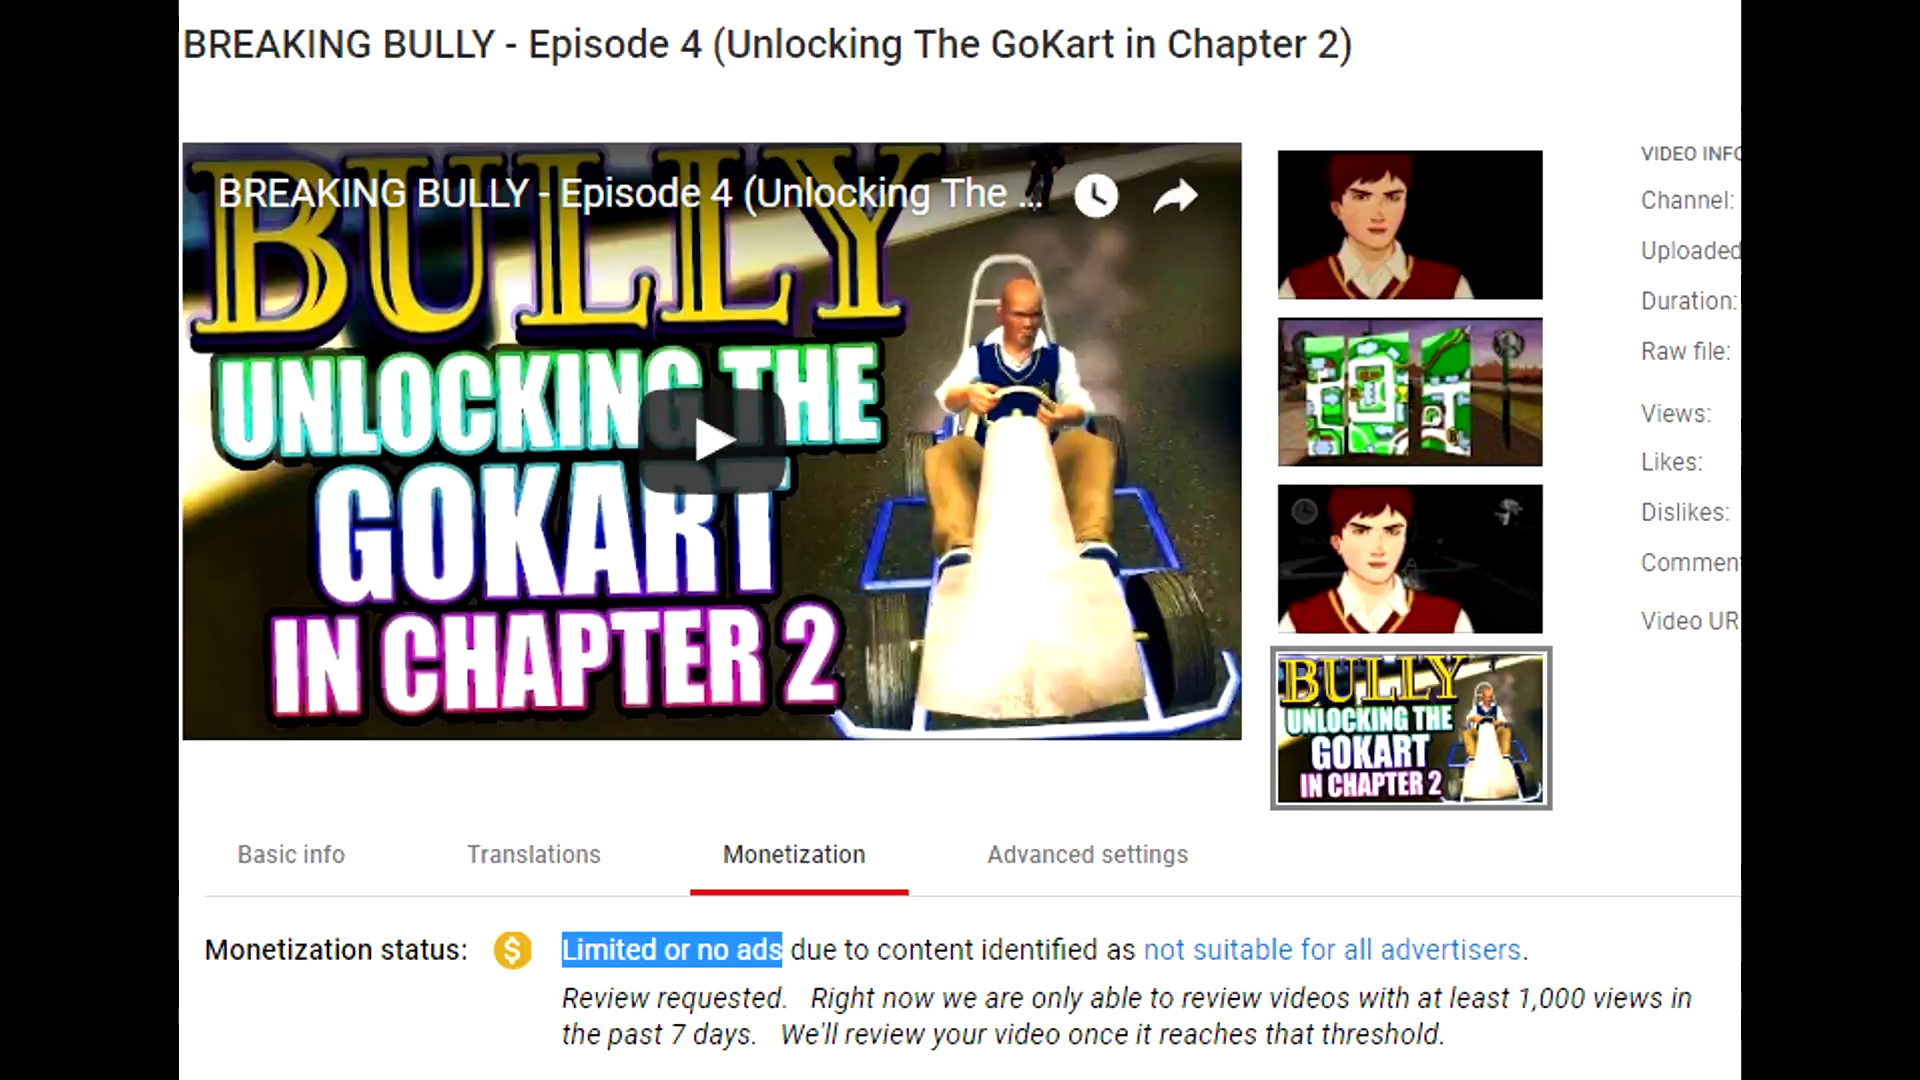 BREAKING BULLY - Episode 4 (Unlocking The GoKart in Chapter 2)
BULLY
BREAKING BULLY - Episode 4 (Unlocking The ...
UNLOCKING THE
GOKART
IN CHAPTER 2
BULLY
UNLOCKING THE
GOKART
IN CHAPTER 2
VIDEO INFO
Channel:
Uploaded
Duration:
Raw file:
Views:
Likes:
Dislikes:
Commen
Video UR
Basic info
Translations
Monetization
Advanced settings
Monetization status:
$
Limited or no ads due to content identified as not suitable for all advertisers.
Review requested. Right now we are only able to review videos with at least 1,000 views in
the past 7 days. We'll review your video once it reaches that threshold.